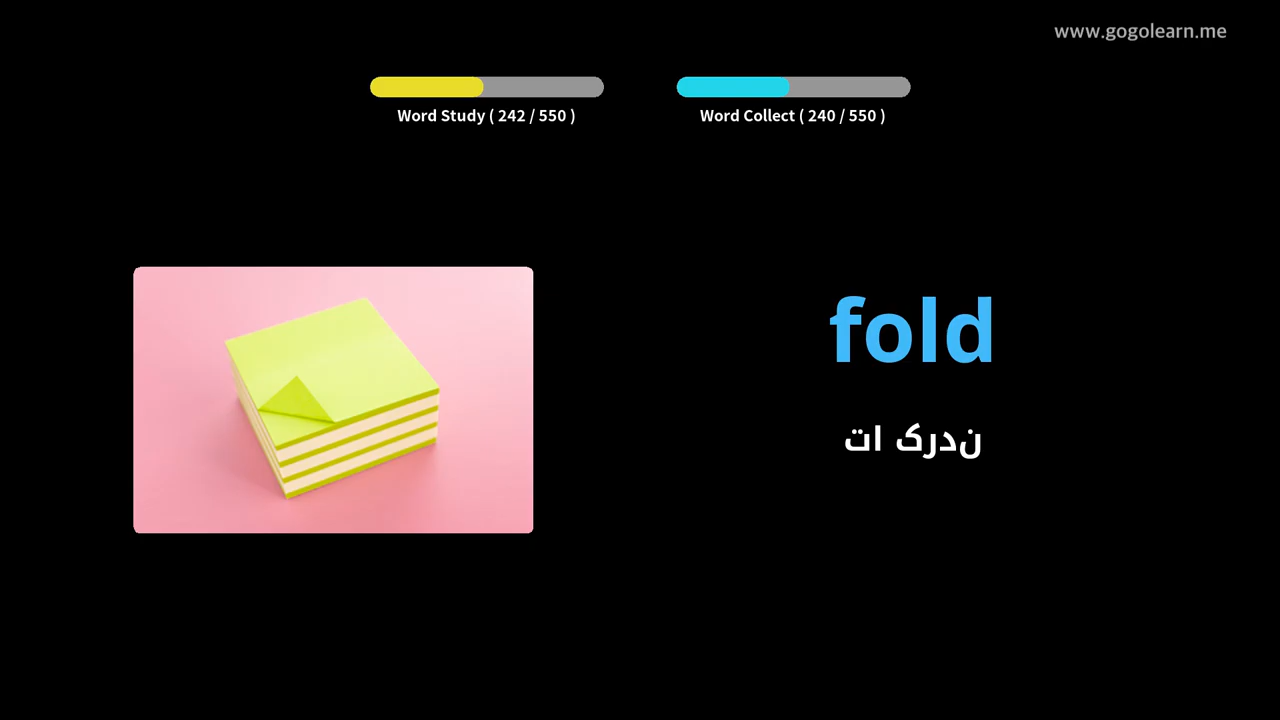 www.gogolearn.me
Word Study ( 242 / 550 )
Word Collect ( 240 / 550 )
fold
ندرک ات